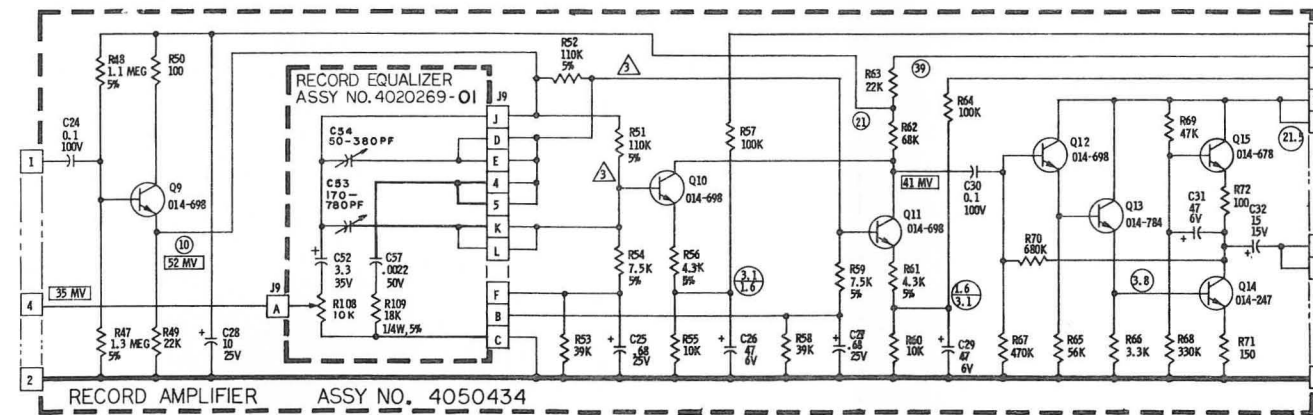 R48
1.1 MEG
5%
R50
100
C24
0.1
100V
1
Q9
014-698
10
52 MV
35 MV
4
R47
1.3 MEG
5%
R49
22K
C28
10
25V
2
RECORD EQUALIZER
ASSY NO. 4020269-01
J9
C54
50-380PF
C53
170-
780PF
C52
3.3
35V
C57
.0022
50V
J9
A
R108
10K
R109
18K
1/4W, 5%
J
D
E
4
5
K
L
F
B
C
R52
110K
5%
3
R51
110K
5%
3
R57
100K
Q10
014-698
R54
7.5K
5%
R56
4.3K
5%
3.1
1.6
R53
39K
C25
.68
25V
R55
10K
C26
47
6V
R58
39K
R59
7.5K
5%
C27
.68
25V
R63
22K
39
21
R62
68K
R64
100K
41 MV
C30
0.1
100V
Q11
014-698
R61
4.3K
5%
1.6
3.1
R60
10K
C29
47
6V
Q12
014-698
R70
680K
R67
470K
R65
56K
Q13
014-784
3.8
R66
3.3K
R69
47K
R68
330K
Q15
014-678
R72
100
C31
47
6V
C32
15
15V
Q14
014-247
R71
150
21.5
RECORD AMPLIFIER
ASSY NO. 4050434